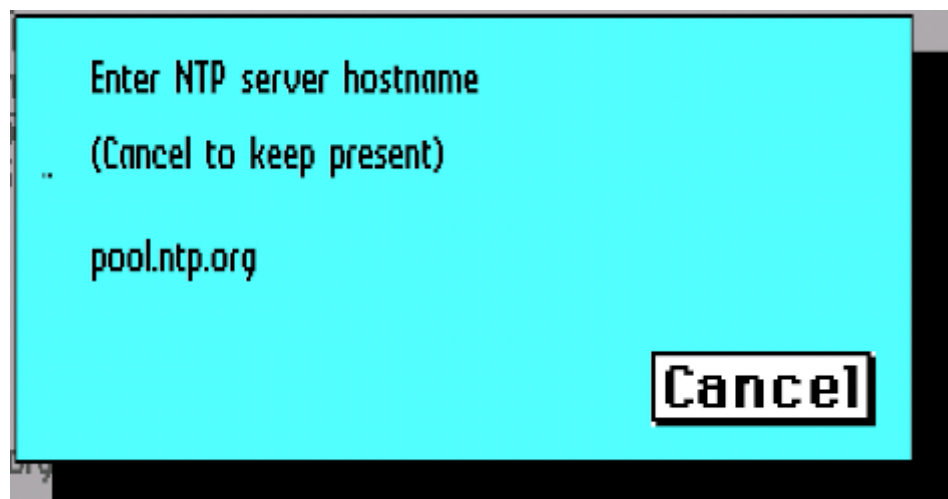 Enter NTP server hostname
(Cancel to keep present)
pool.ntp.org
Cancel